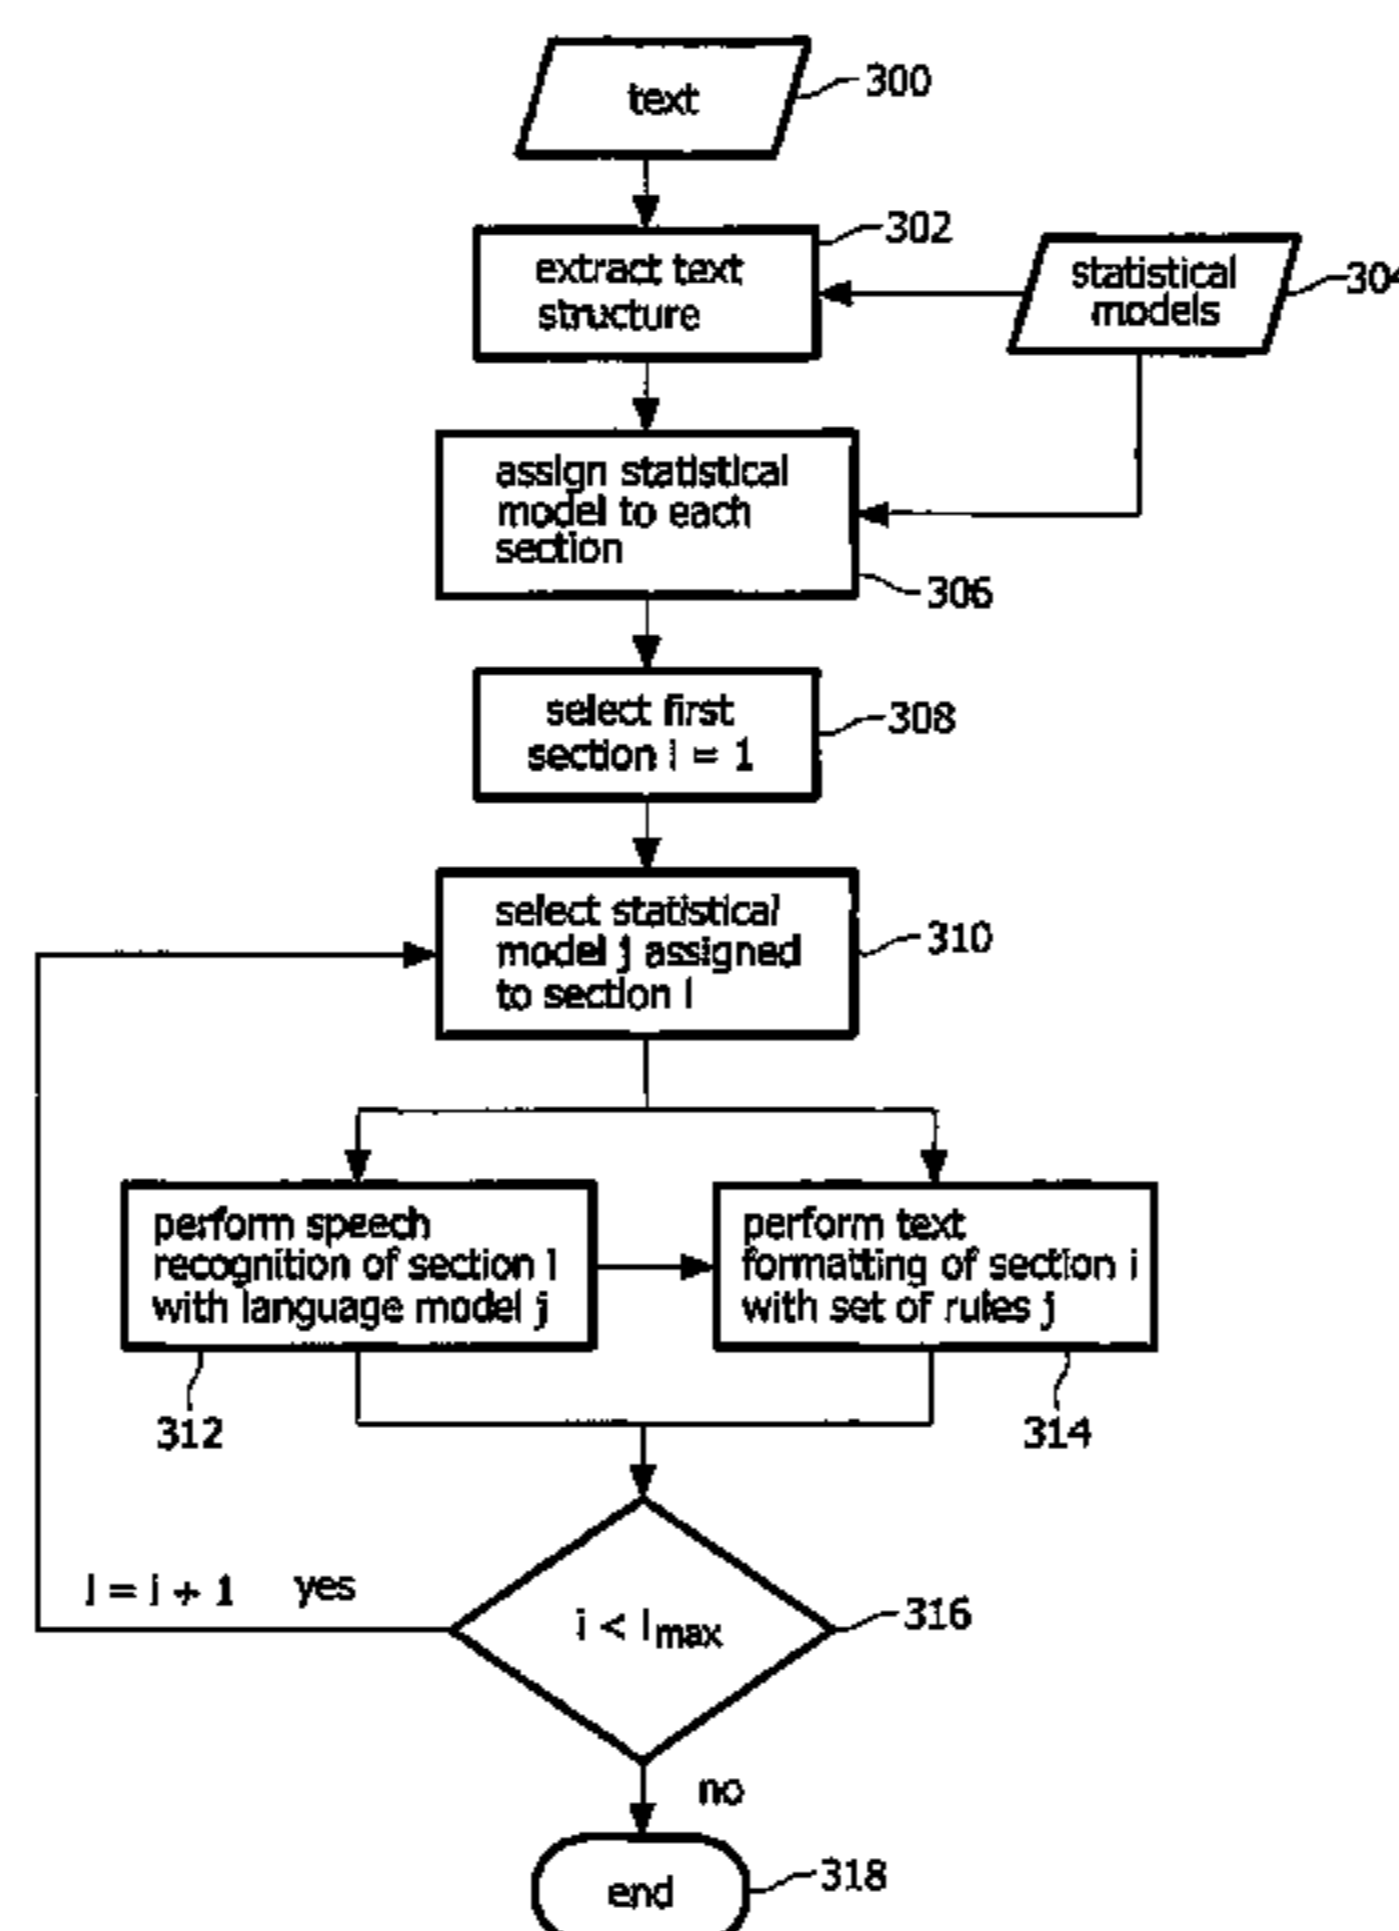 text
300
extract text
structure
302
statistical
models
304
assign statistical
model to each
section
306
select first
section i = 1
308
select statistical
model j assigned
to section i
310
perform speech
recognition of section i
with language model j
312
perform text
formatting of section i
with set of rules j
314
i = i + 1
yes
i < imax
316
no
end
318